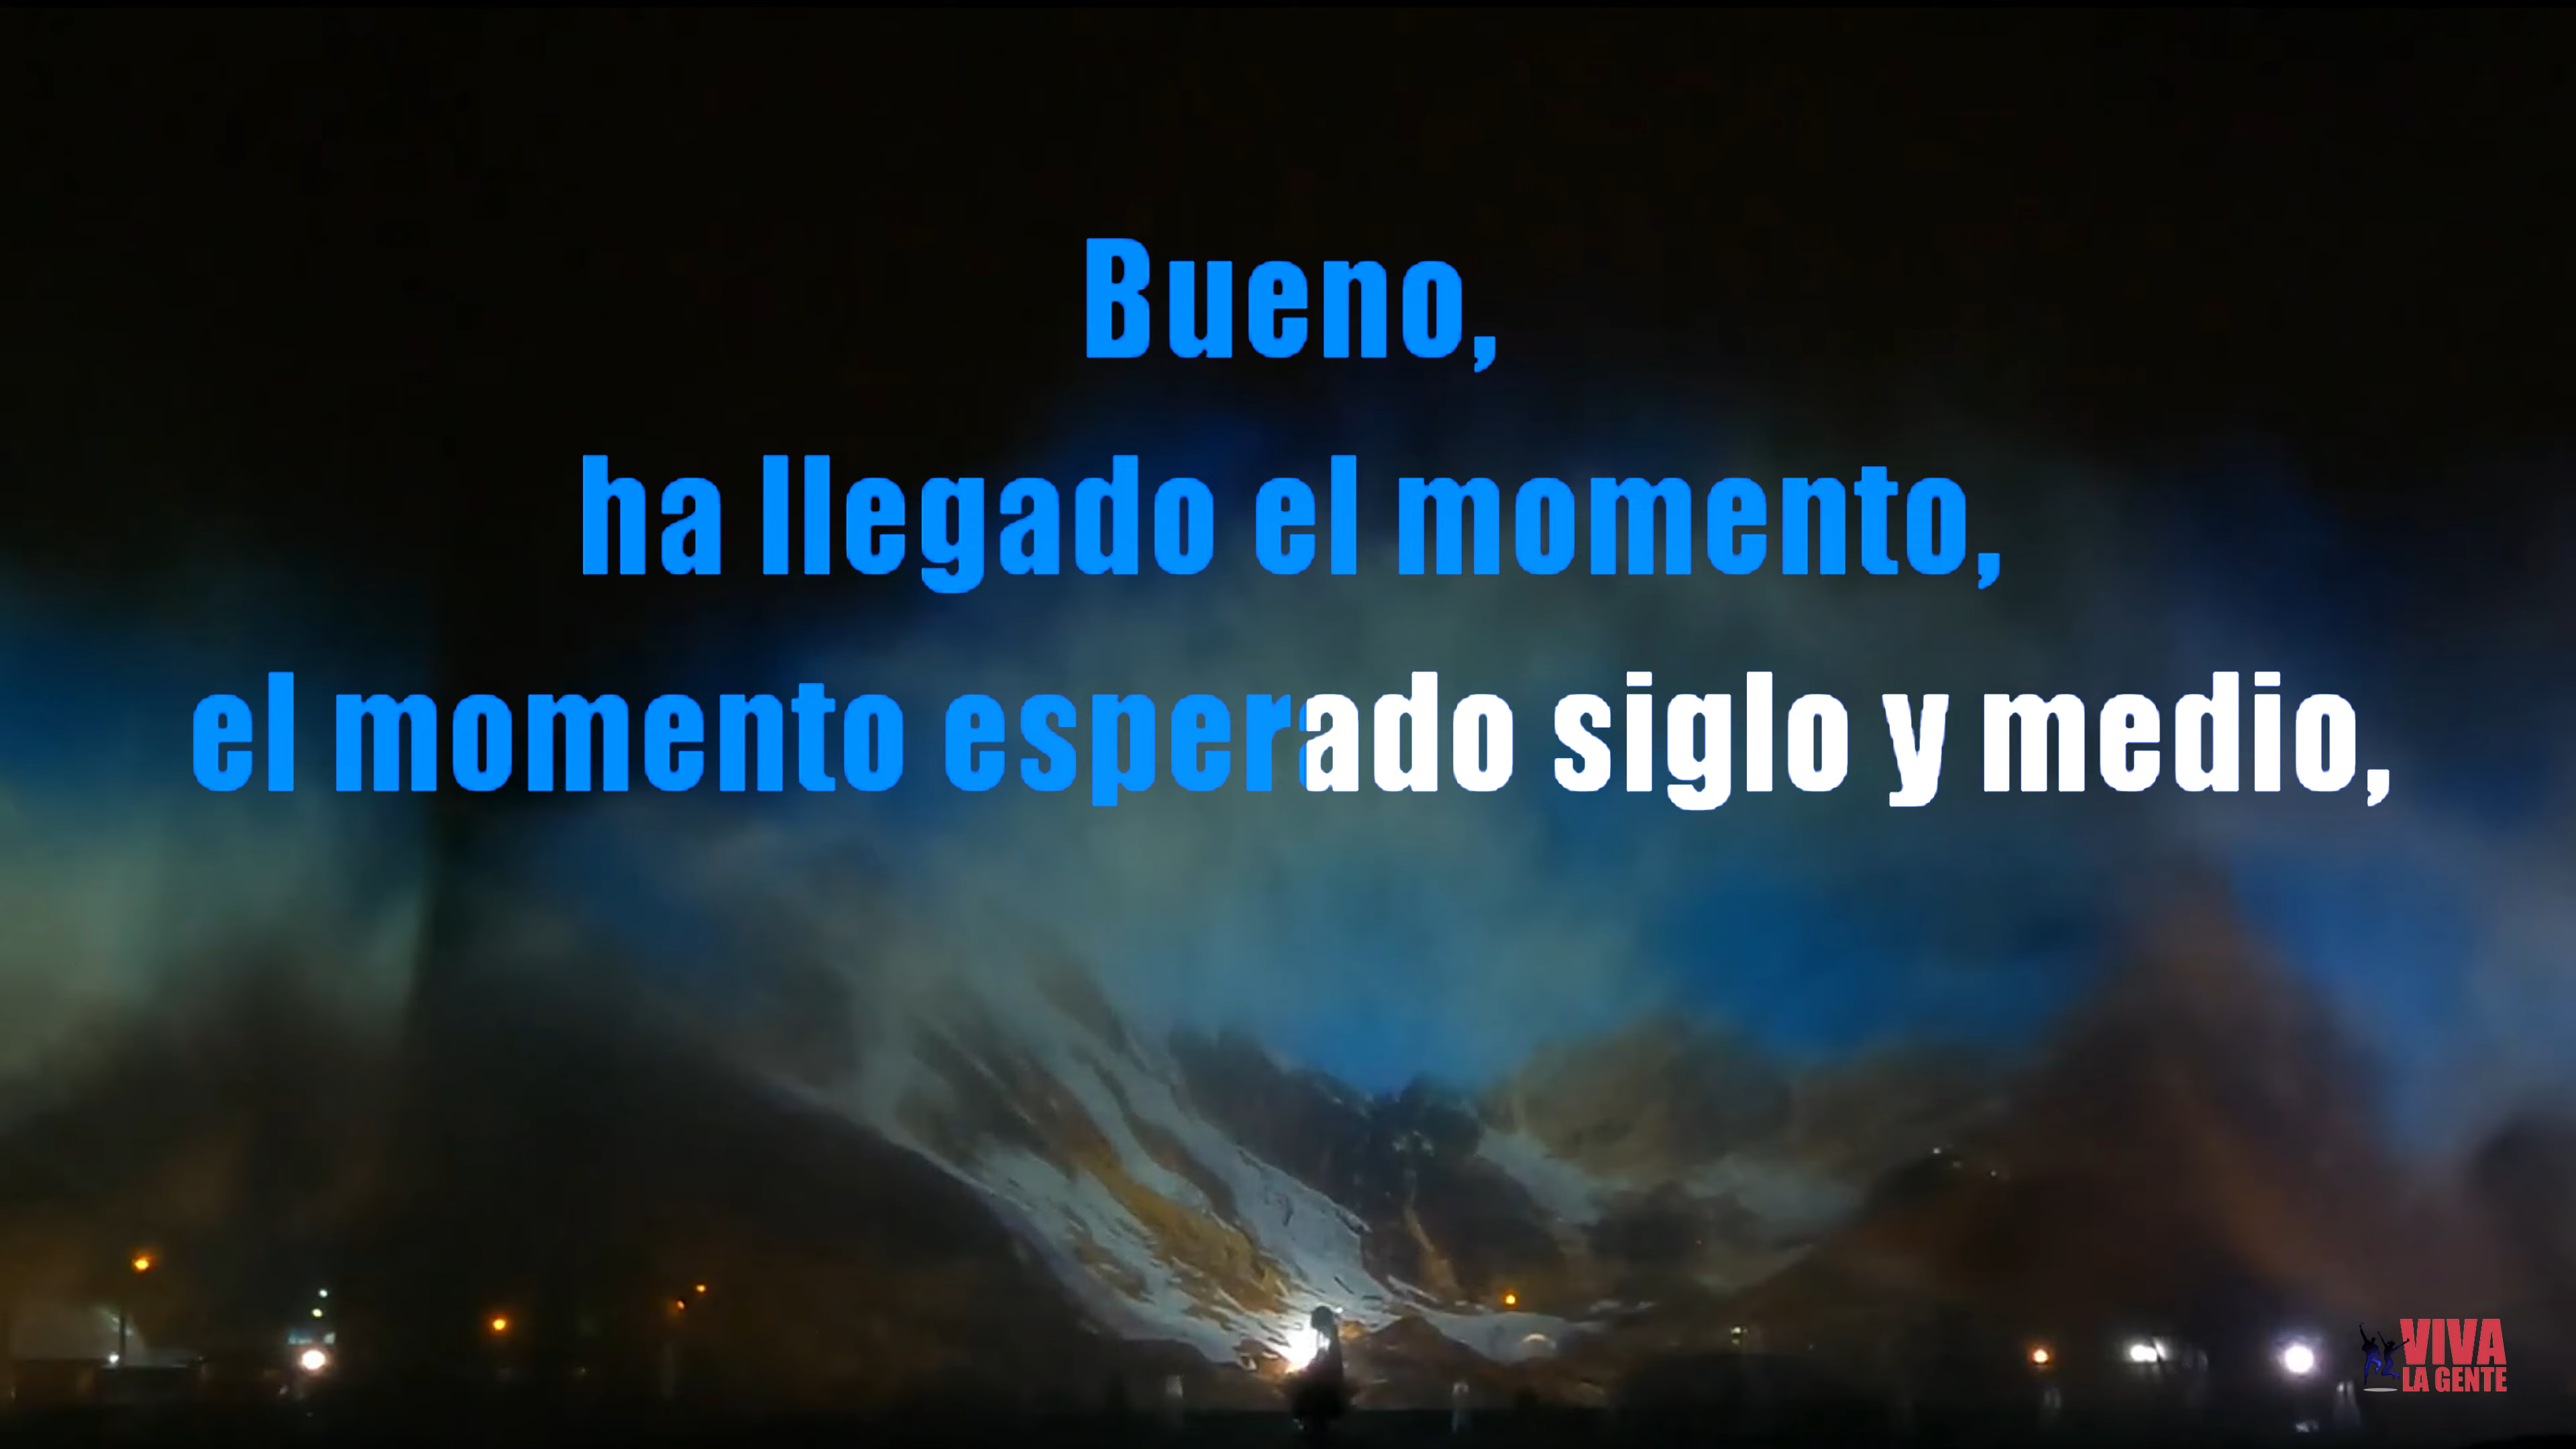 Bueno,
ha llegado el momento,
el momento esperado siglo y medio,
VIVA
LA GENTE